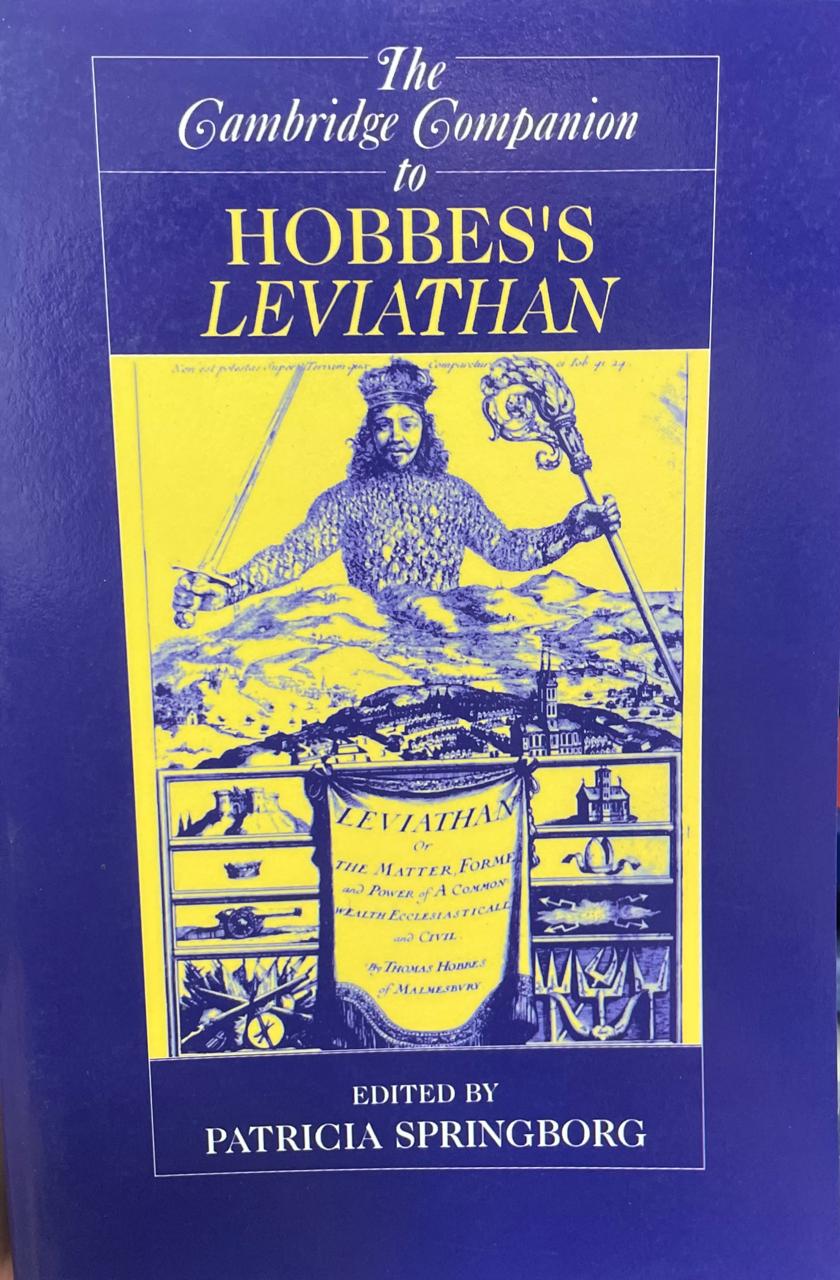 The
Cambridge Companion
to
HOBBES'S
LEVIATHAN
Non est potestas Super Terram quæ Comparetur ei Iob 41 24.
LEVIATHAN
Or
THE MATTER, FORME
and POWER of A COMMON-
WEALTH ECCLESIASTICALL
and CIVIL.
By THOMAS HOBBES
of MALMESBURY
EDITED BY
PATRICIA SPRINGBORG